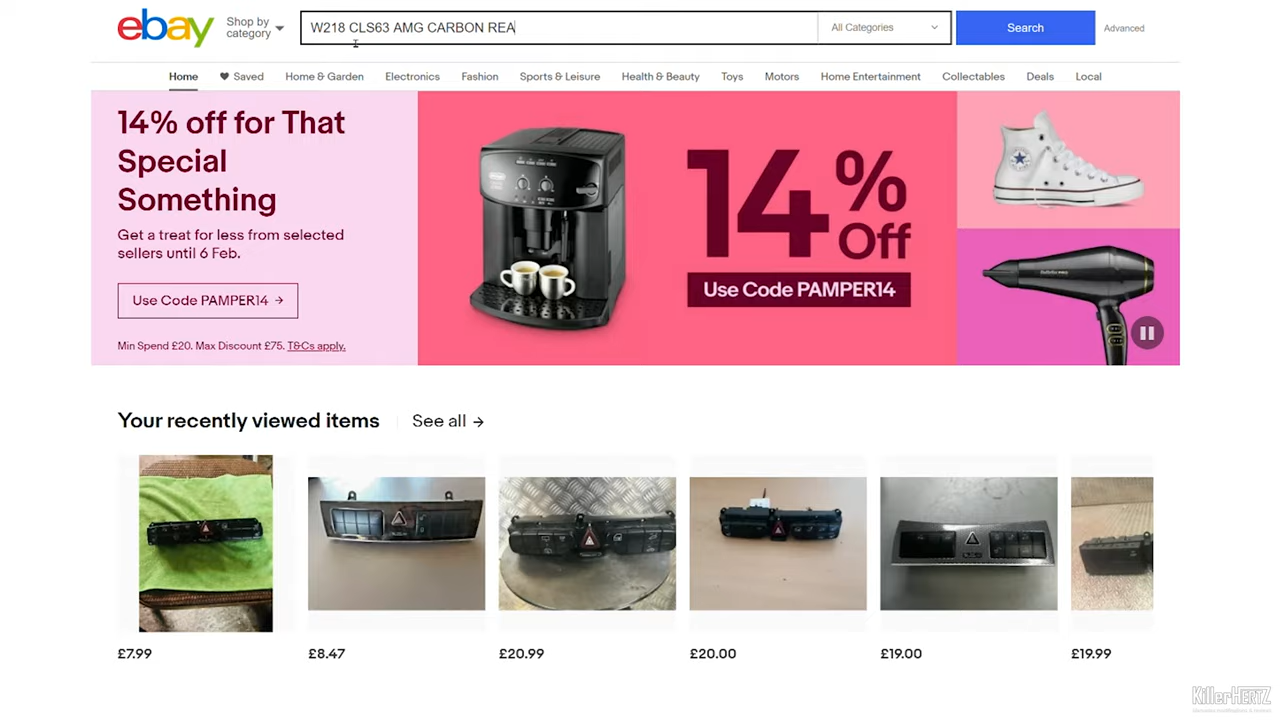 ebay
Shop by
category
W218 CLS63 AMG CARBON REA
All Categories
Search
Advanced
Home
Saved
Home & Garden
Electronics
Fashion
Sports & Leisure
Health & Beauty
Toys
Motors
Home Entertainment
Collectables
Deals
Local
14% off for That
Special
Something
Get a treat for less from selected
sellers until 6 Feb.
Use Code PAMPER14 →
Min Spend £20. Max Discount £75. T&Cs apply.
14% Off
Use Code PAMPER14
Your recently viewed items
See all →
£7.99
£8.47
£20.99
£20.00
£19.00
£19.99
KillerHERTZ